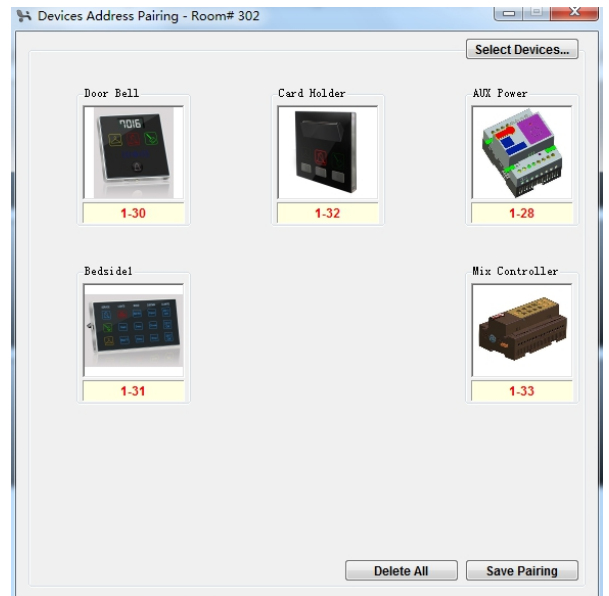 Devices Address Pairing - Room# 302
Select Devices...
Door Bell
Card Holder
AUX Power
7016
1-30
1-32
1-28
Bedside1
Mix Controller
1-31
1-33
Delete All
Save Pairing